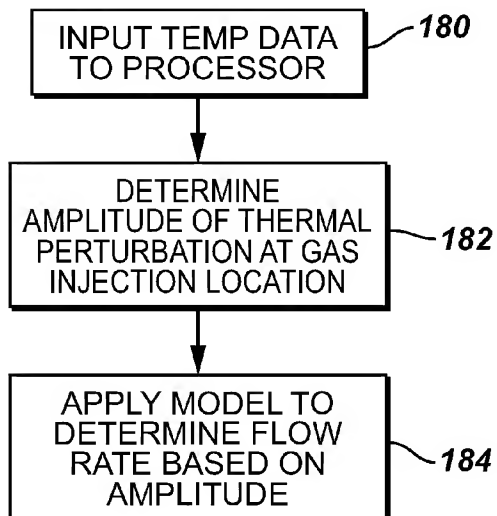 INPUT TEMP DATA
TO PROCESSOR
180
DETERMINE
AMPLITUDE OF THERMAL
PERTURBATION AT GAS
INJECTION LOCATION
182
APPLY MODEL TO
DETERMINE FLOW
RATE BASED ON
AMPLITUDE
184